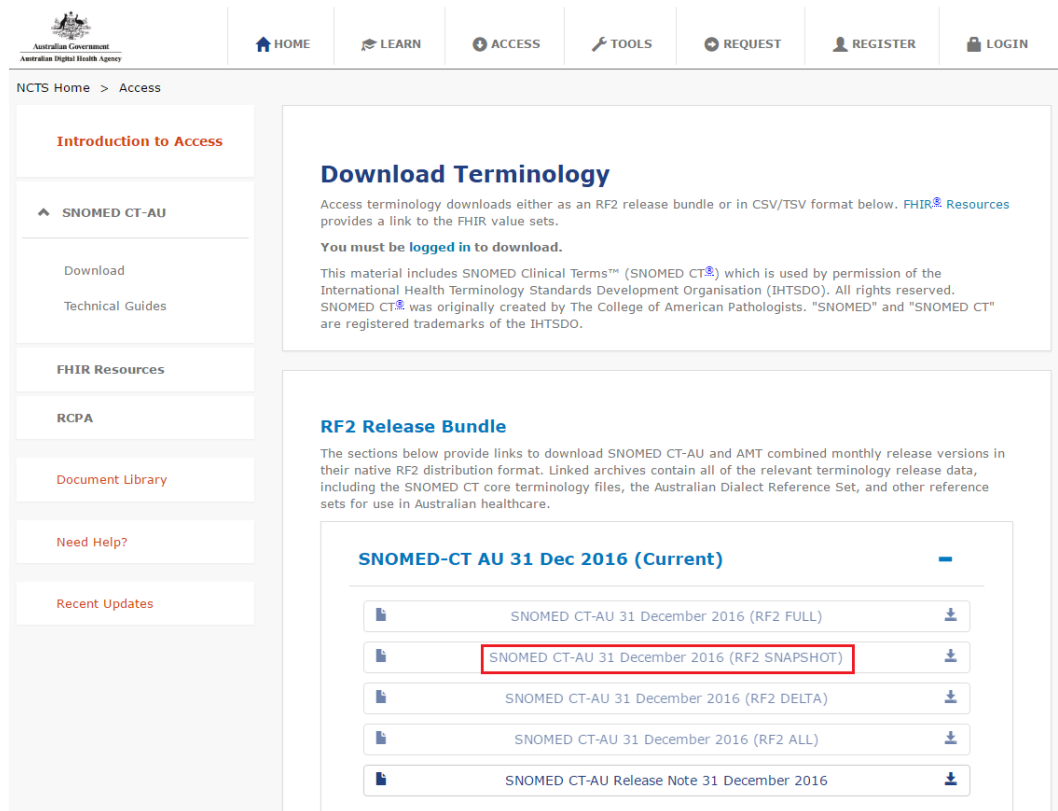 Australian Government
Australian Digital Health Agency
HOME
LEARN
ACCESS
TOOLS
REQUEST
REGISTER
LOGIN
NCTS Home > Access
Introduction to Access
SNOMED CT-AU
Download
Technical Guides
FHIR Resources
RCPA
Document Library
Need Help?
Recent Updates
Download Terminology
Access terminology downloads either as an RF2 release bundle or in CSV/TSV format below. FHIR® Resources
provides a link to the FHIR value sets.
You must be logged in to download.
This material includes SNOMED Clinical Terms™ (SNOMED CT®) which is used by permission of the
International Health Terminology Standards Development Organisation (IHTSDO). All rights reserved.
SNOMED CT® was originally created by The College of American Pathologists. "SNOMED" and "SNOMED CT"
are registered trademarks of the IHTSDO.
RF2 Release Bundle
The sections below provide links to download SNOMED CT-AU and AMT combined monthly release versions in
their native RF2 distribution format. Linked archives contain all of the relevant terminology release data,
including the SNOMED CT core terminology files, the Australian Dialect Reference Set, and other reference
sets for use in Australian healthcare.
SNOMED-CT AU 31 Dec 2016 (Current)
SNOMED CT-AU 31 December 2016 (RF2 FULL)
SNOMED CT-AU 31 December 2016 (RF2 SNAPSHOT)
SNOMED CT-AU 31 December 2016 (RF2 DELTA)
SNOMED CT-AU 31 December 2016 (RF2 ALL)
SNOMED CT-AU Release Note 31 December 2016